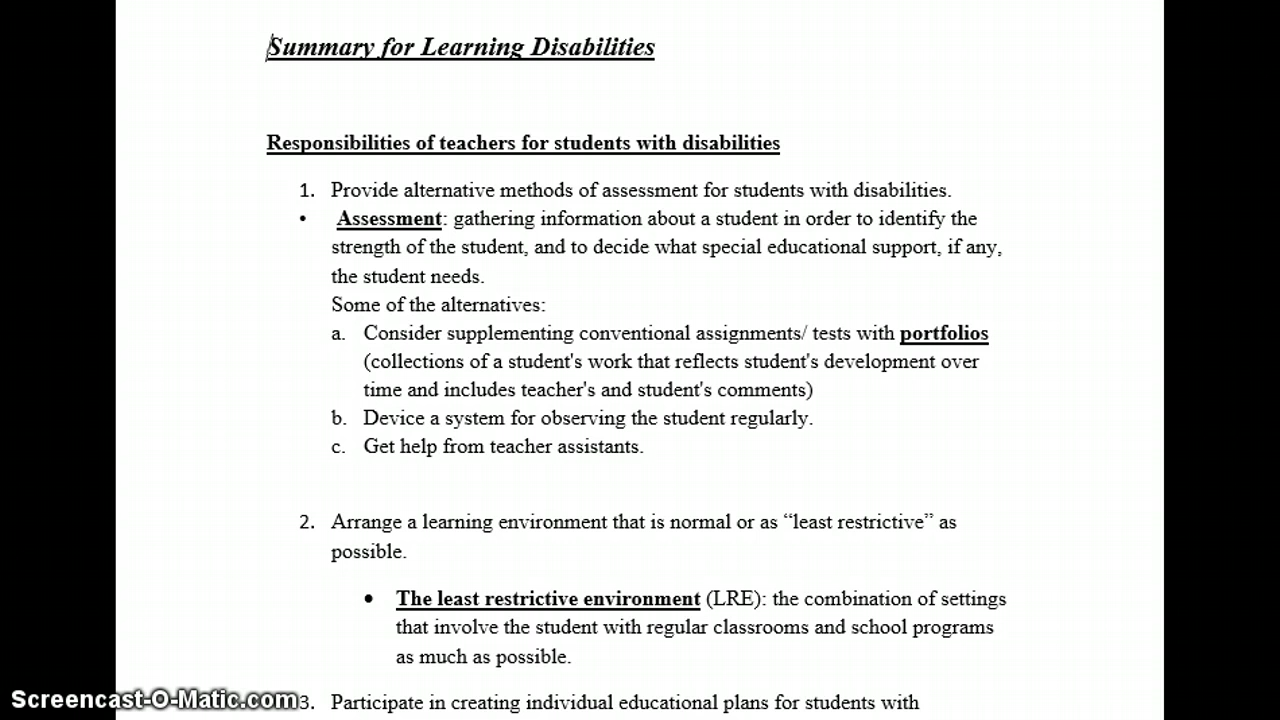 Summary for Learning Disabilities
Responsibilities of teachers for students with disabilities
1. Provide alternative methods of assessment for students with disabilities.
• Assessment: gathering information about a student in order to identify the
strength of the student, and to decide what special educational support, if any,
the student needs.
Some of the alternatives:
a. Consider supplementing conventional assignments/ tests with portfolios
(collections of a student's work that reflects student's development over
time and includes teacher's and student's comments)
b. Device a system for observing the student regularly.
c. Get help from teacher assistants.
2. Arrange a learning environment that is normal or as “least restrictive” as
possible.
• The least restrictive environment (LRE): the combination of settings
that involve the student with regular classrooms and school programs
as much as possible.
3. Participate in creating individual educational plans for students with
Screencast-O-Matic.com